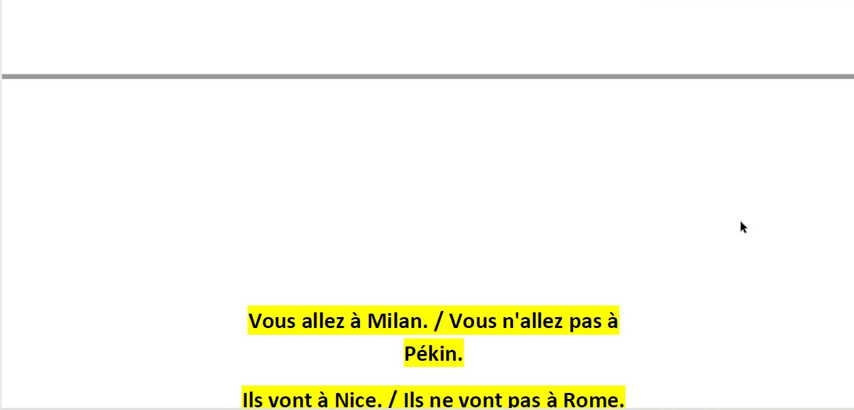 Vous allez à Milan. / Vous n'allez pas à
Pékin.
Ils vont à Nice. / Ils ne vont pas à Rome.